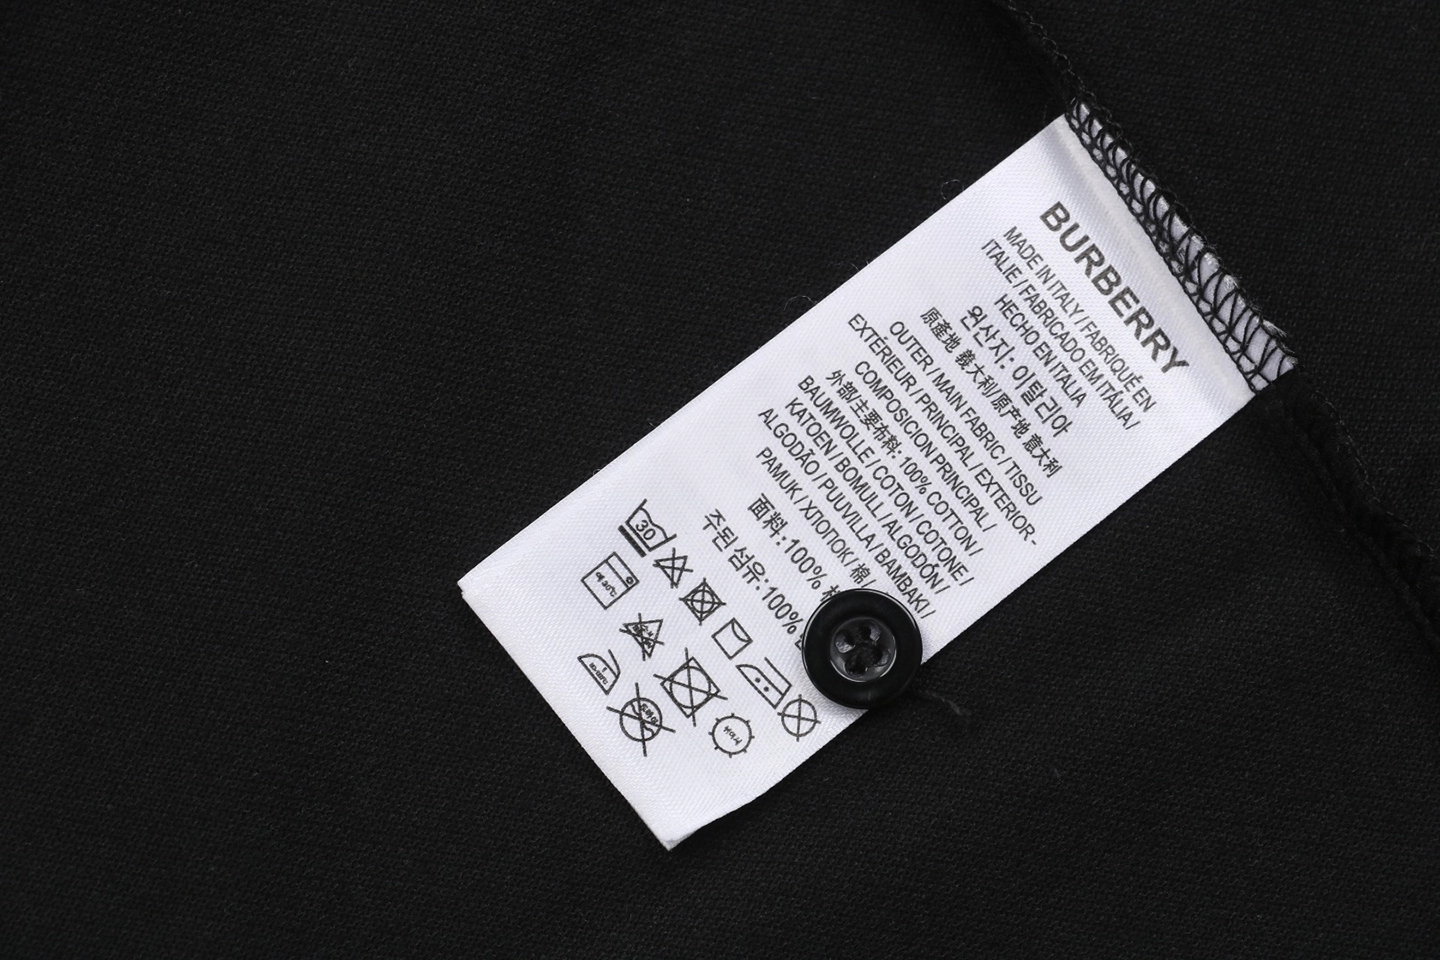 BURBERRY
MADE IN ITALY / FABRIQUÉ EN
ITALIE / FABRICADO EM ITÁLIA /
HECHO EN ITALIA
원산지: 이탈리아
原產地 義大利/原产地 意大利
OUTER / MAIN FABRIC / TISSU
EXTÉRIEUR / PRINCIPAL / EXTERIOR -
COMPOSICION PRINCIPAL /
外部/主要布料: 100% COTTON /
BAUMWOLLE / COTON / COTONE /
KATOEN / BOMULL / ALGODÓN /
ALGODÃO / PUUVILLA / BAMBAKI /
PAMUK / ΧΠΟΠΟΚ / 棉/
面料:100%
주된 섬유:100%
30